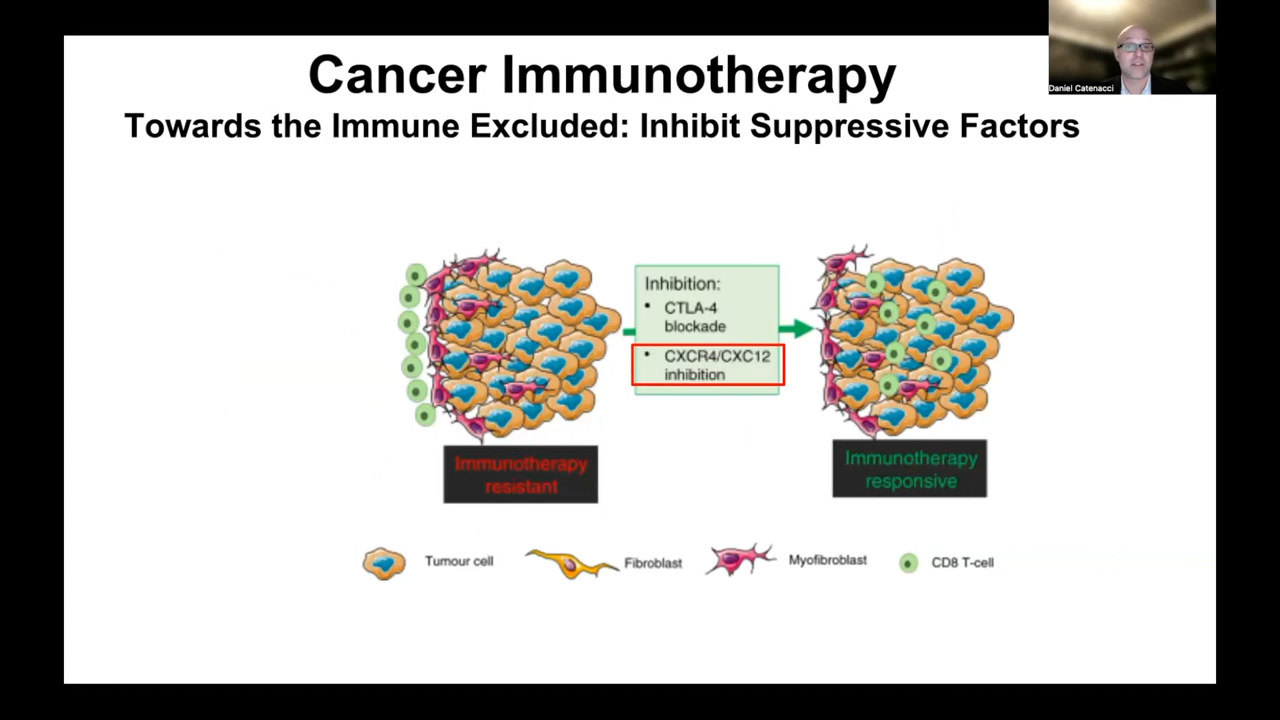 Cancer Immunotherapy
Towards the Immune Excluded: Inhibit Suppressive Factors
Daniel Catenacci
Inhibition:
• CTLA-4
blockade
• CXCR4/CXC12
inhibition
Immunotherapy
resistant
Immunotherapy
responsive
Tumour cell
Fibroblast
Myofibroblast
CD8 T-cell